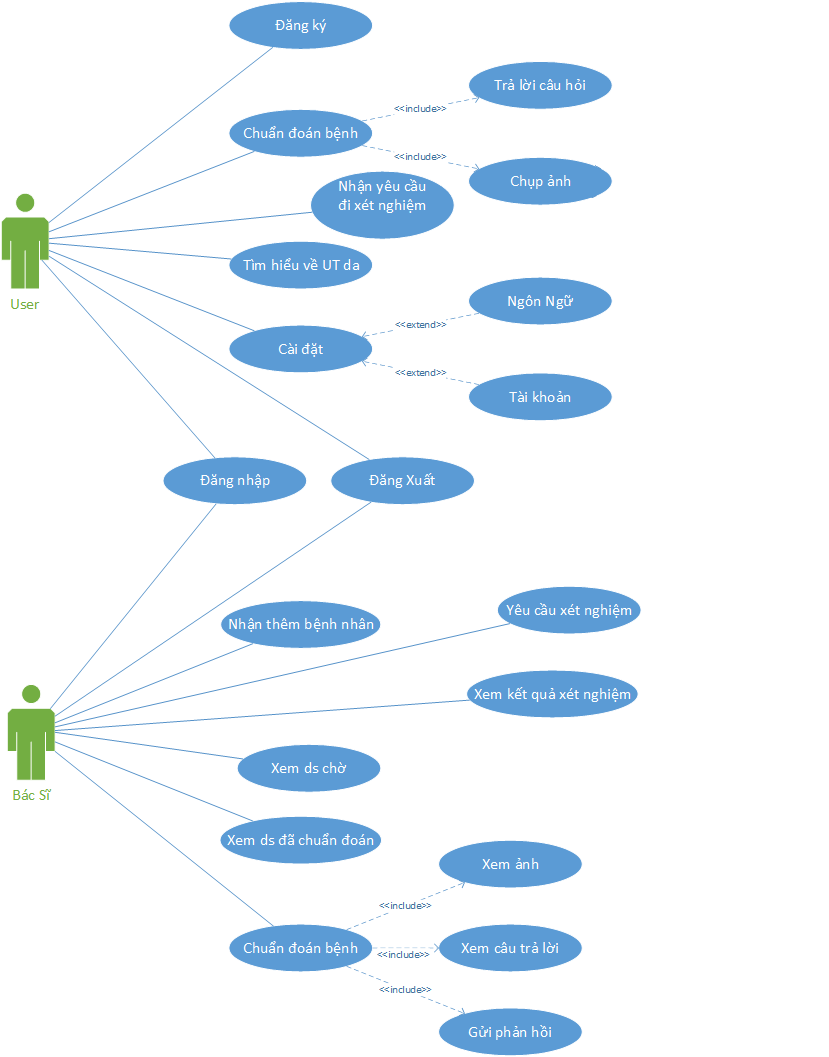 Đăng ký
Trả lời câu hỏi
<<include>>
Chuẩn đoán bệnh
<<include>>
Chụp ảnh
Nhận yêu cầu
đi xét nghiệm
Tìm hiểu về UT da
User
Ngôn Ngữ
<<extend>>
Cài đặt
<<extend>>
Tài khoản
Đăng nhập
Đăng Xuất
Yêu cầu xét nghiệm
Nhận thêm bệnh nhân
Xem kết quả xét nghiệm
Xem ds chờ
Bác Sĩ
Xem ds đã chuẩn đoán
Xem ảnh
<<include>>
Chuẩn đoán bệnh
Xem câu trả lời
<<include>>
<<include>>
Gửi phản hồi